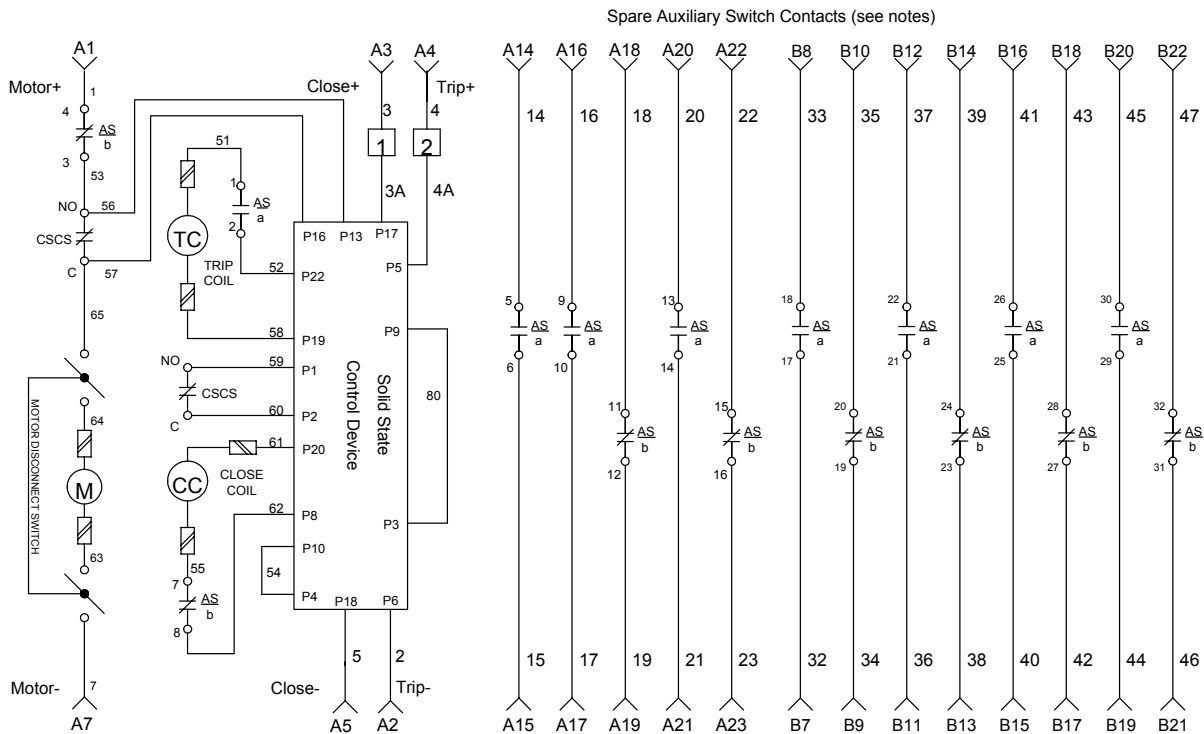 Spare Auxiliary Switch Contacts (see notes)
A1 A3 A4 A14 A16 A18 A20 A22 B8 B10 B12 B14 B16 B18 B20 B22
Motor+ Close+ Trip+
1 3 4
4 AS b 3
53
NO 56
CSCS
C 57
65
64
M
63
MOTOR DISCONNECT SWITCH
Motor- 7
A7
51
1 AS a 2
TC
TRIP
COIL
52
58
NO 59
CSCS
C 60
61
CC
CLOSE
COIL
62
55
7 AS b 8
54
1 2
3A 4A
P16 P13 P17
P5
P22
P9
P19
P1
P2
P20
P8
P3
P10
P4
P18 P6
Solid State
Control Device
80
5 2
Close- Trip-
A5 A2
14 16 18 20 22 33 35 37 39 41 43 45 47
5 AS a 6
9 AS a 10
11 AS b 12
13 AS a 14
15 AS b 16
18 AS a 17
20 AS b 19
22 AS a 21
24 AS b 23
26 AS a 25
28 AS b 27
30 AS a 29
32 AS b 31
15 17 19 21 23 32 34 36 38 40 42 44 46
A15 A17 A19 A21 A23 B7 B9 B11 B13 B15 B17 B19 B21